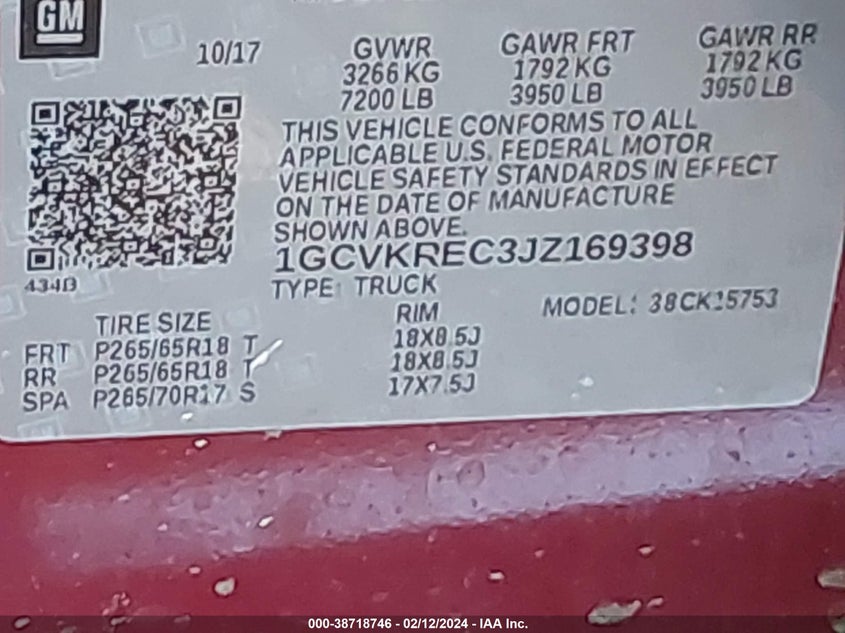 GM
10/17 GVWR GAWR FRT GAWR RR
3266 KG 1792 KG 1792 KG
7200 LB 3950 LB 3950 LB
THIS VEHICLE CONFORMS TO ALL
APPLICABLE U.S. FEDERAL MOTOR
VEHICLE SAFETY STANDARDS IN EFFECT
ON THE DATE OF MANUFACTURE
SHOWN ABOVE.
1GCVKREC3JZ169398
434B TYPE: TRUCK MODEL: 38CK15753
TIRE SIZE RIM
FRT P265/65R18 T 18X8.5J
RR P265/65R18 T 18X8.5J
SPA P265/70R17 S 17X7.5J
000-38718746 - 02/12/2024 - IAA Inc.